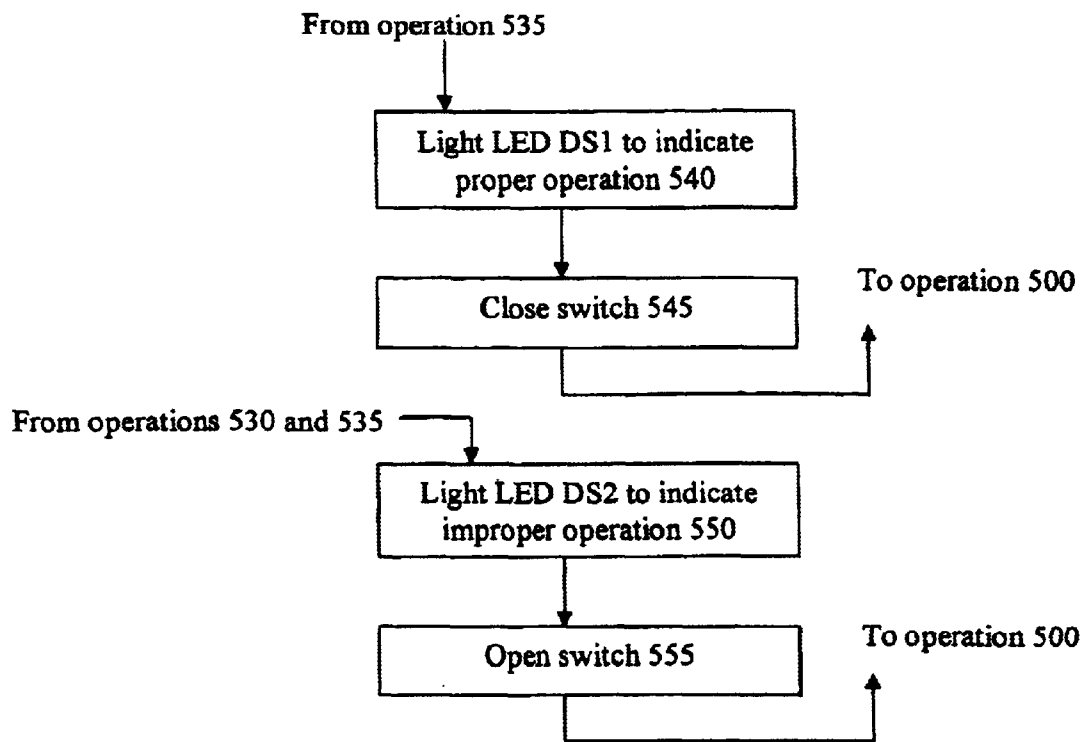 From operation 535
Light LED DS1 to indicate
proper operation 540
Close switch 545
To operation 500
From operations 530 and 535
Light LED DS2 to indicate
improper operation 550
Open switch 555
To operation 500